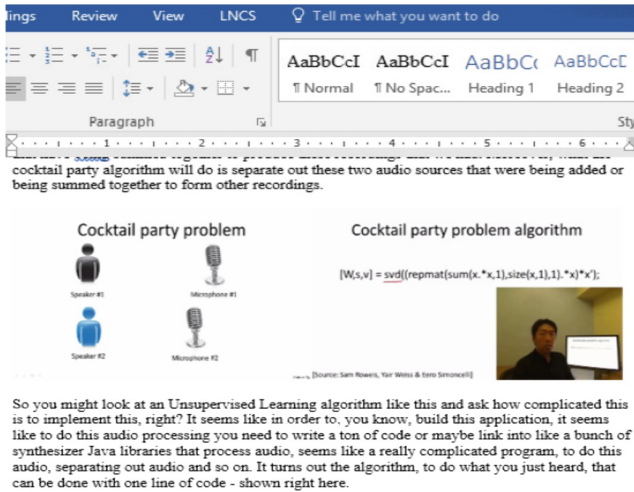 lings Review View LNCS Tell me what you want to do
AaBbCcI AaBbCcI AaBbC AaBbCcD
¶ Normal ¶ No Spac... Heading 1 Heading 2
Paragraph Sty
1 2 3 4 5 6
cocktail party algorithm will do is separate out these two audio sources that were being added or
being summed together to form other recordings.
Cocktail party problem
Speaker #1 Microphone #1
Speaker #2 Microphone #2
Cocktail party problem algorithm
[W,s,v] = svd((repmat(sum(x.*x,1),size(x,1),1).*x)*x');
[Source: Sam Roweis, Yair Weiss & Eero Simoncelli]
So you might look at an Unsupervised Learning algorithm like this and ask how complicated this
is to implement this, right? It seems like in order to, you know, build this application, it seems
like to do this audio processing you need to write a ton of code or maybe link into like a bunch of
synthesizer Java libraries that process audio, seems like a really complicated program, to do this
audio, separating out audio and so on. It turns out the algorithm, to do what you just heard, that
can be done with one line of code - shown right here.